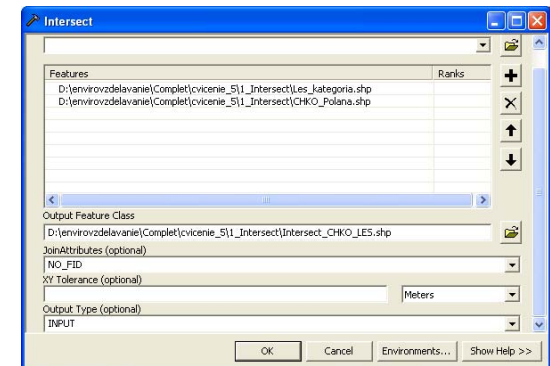 Intersect
Features Ranks
D:\envirovzdelavanie\Complet\cvicenie_5\1_Intersect\Les_kategoria.shp
D:\envirovzdelavanie\Complet\cvicenie_5\1_Intersect\CHKO_Polana.shp
Output Feature Class
D:\envirovzdelavanie\Complet\cvicenie_5\1_Intersect\Intersect_CHKO_LES.shp
JoinAttributes (optional)
NO_FID
XY Tolerance (optional)
Meters
Output Type (optional)
INPUT
OK Cancel Environments... Show Help >>